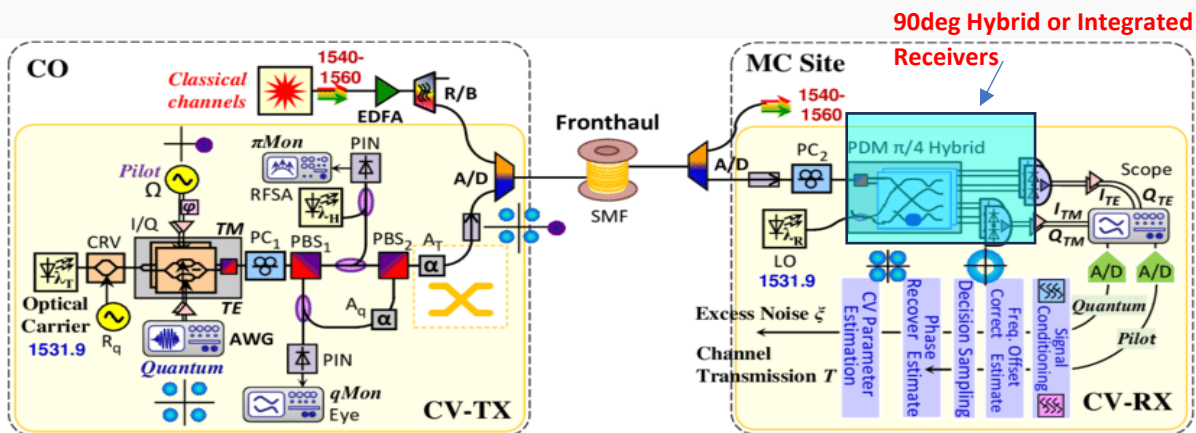 90deg Hybrid or Integrated
Receivers
CO
Classical
channels
1540-
1560
EDFA
R/B
Pilot
Ω
φ
πMon
RFSA
PIN
λH
I/Q
TM
TE
CRV
λT
Optical
Carrier
1531.9
Rq
AWG
Quantum
PC1
PBS1
PBS2
AT
α
Aq
α
PIN
qMon
Eye
CV-TX
A/D
Fronthaul
SMF
MC Site
1540-
1560
A/D
PC2
PDM π/4 Hybrid
λR
LO
1531.9
Scope
ITE
QTE
ITM
QTM
A/D
A/D
Quantum
Pilot
Signal
Conditioning
Freq. Offset
Correct Estimate
Decision Sampling
Phase
Recover Estimate
CV Parameter
Estimation
Excess Noise ξ
Channel
Transmission T
CV-RX